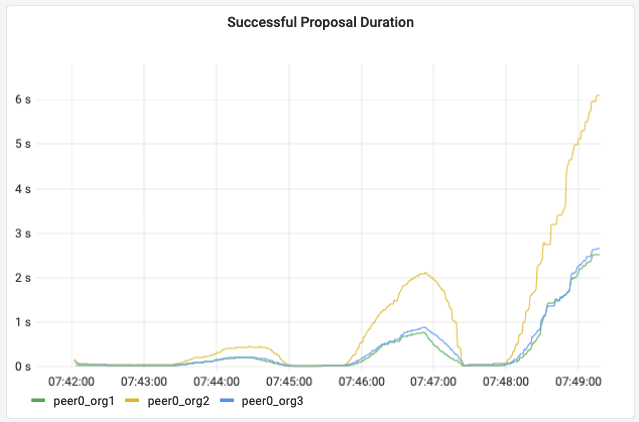 Successful Proposal Duration
6 s
5 s
4 s
3 s
2 s
1 s
0 s
07:42:00 07:43:00 07:44:00 07:45:00 07:46:00 07:47:00 07:48:00 07:49:00
peer0_org1 peer0_org2 peer0_org3